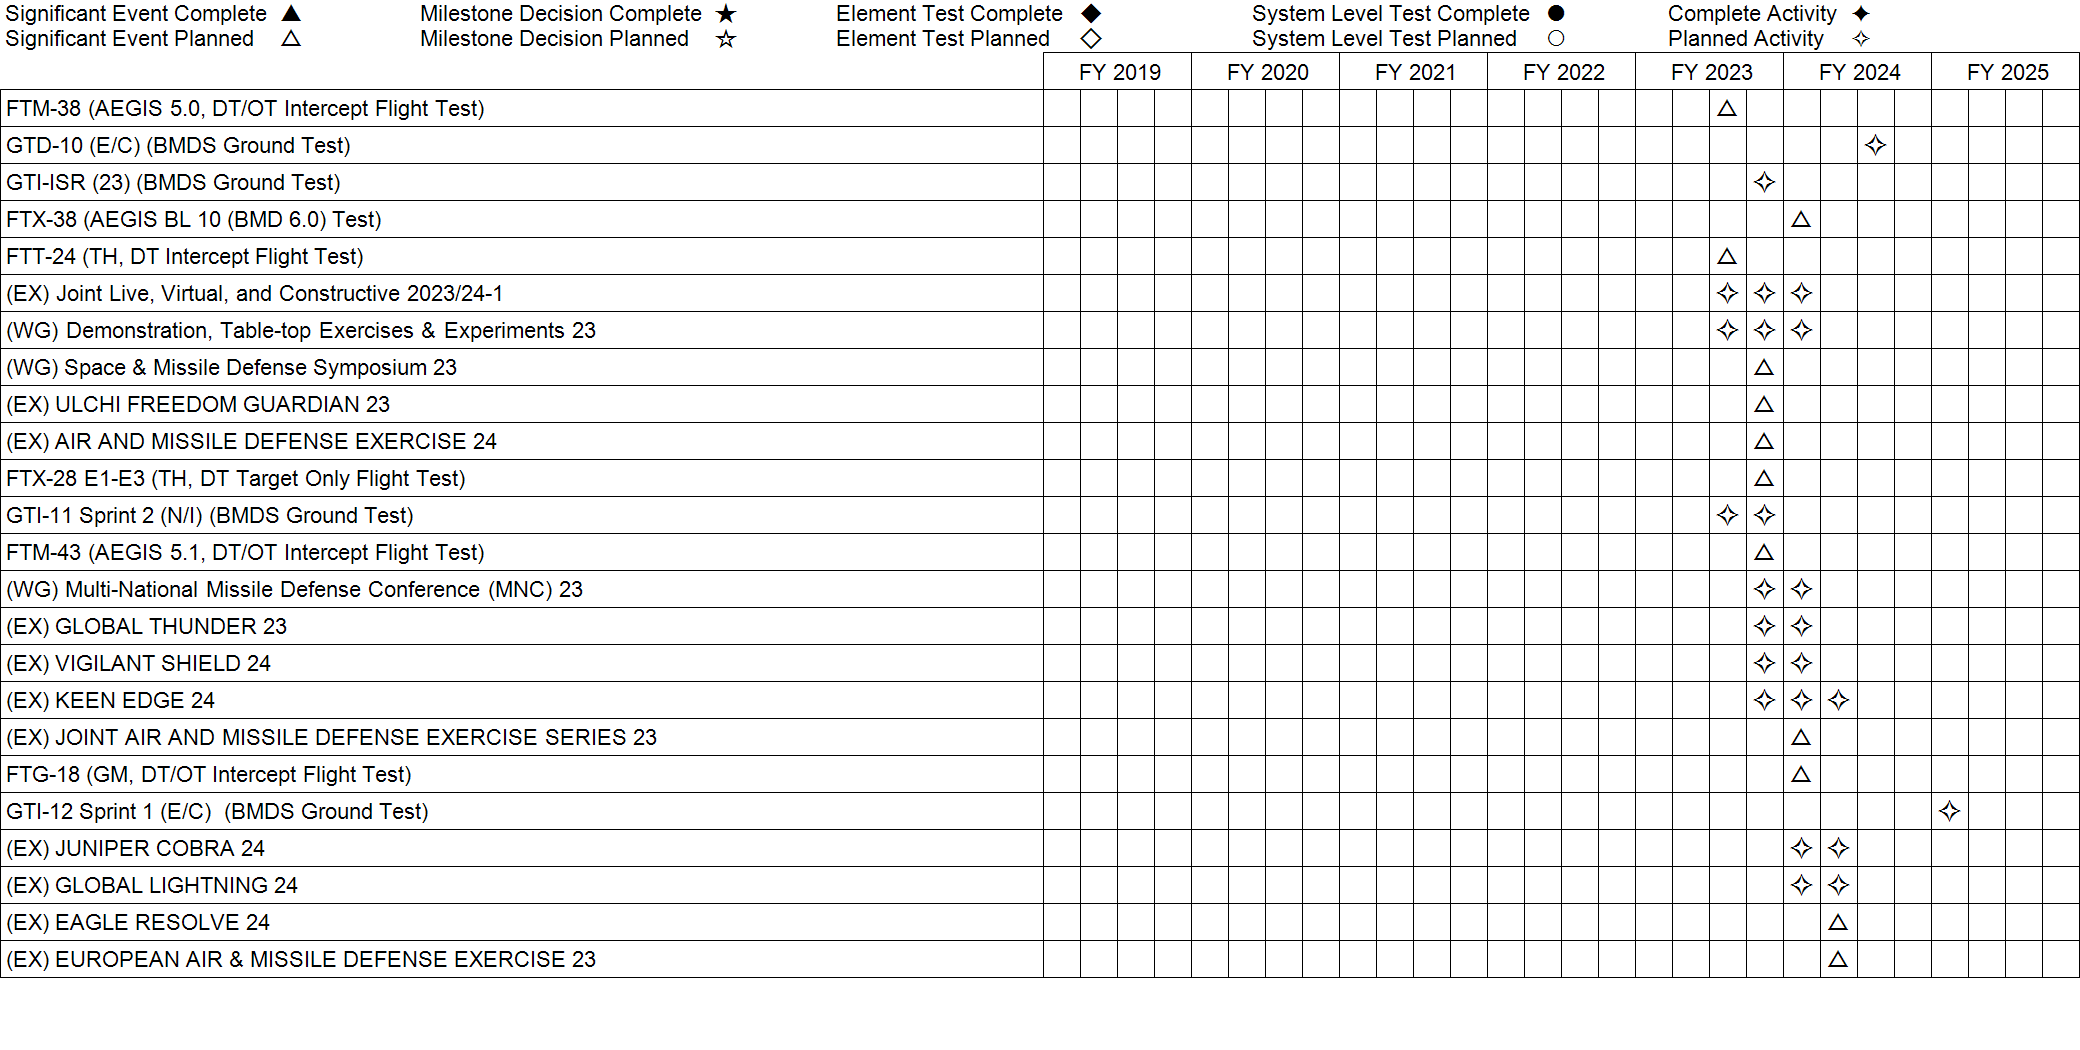 Significant Event Complete ▲ Milestone Decision Complete ★ Element Test Complete ◆ System Level Test Complete ● Complete Activity ✦
Significant Event Planned △ Milestone Decision Planned ☆ Element Test Planned ◇ System Level Test Planned ○ Planned Activity ✧
FY 2019 FY 2020 FY 2021 FY 2022 FY 2023 FY 2024 FY 2025
FTM-38 (AEGIS 5.0, DT/OT Intercept Flight Test) △
GTD-10 (E/C) (BMDS Ground Test) ✧
GTI-ISR (23) (BMDS Ground Test) ✧
FTX-38 (AEGIS BL 10 (BMD 6.0) Test) △
FTT-24 (TH, DT Intercept Flight Test) △
(EX) Joint Live, Virtual, and Constructive 2023/24-1 ✧ ✧ ✧
(WG) Demonstration, Table-top Exercises & Experiments 23 ✧ ✧ ✧
(WG) Space & Missile Defense Symposium 23 △
(EX) ULCHI FREEDOM GUARDIAN 23 △
(EX) AIR AND MISSILE DEFENSE EXERCISE 24 △
FTX-28 E1-E3 (TH, DT Target Only Flight Test) △
GTI-11 Sprint 2 (N/I) (BMDS Ground Test) ✧ ✧
FTM-43 (AEGIS 5.1, DT/OT Intercept Flight Test) △
(WG) Multi-National Missile Defense Conference (MNC) 23 ✧ ✧
(EX) GLOBAL THUNDER 23 ✧ ✧
(EX) VIGILANT SHIELD 24 ✧ ✧
(EX) KEEN EDGE 24 ✧ ✧ ✧
(EX) JOINT AIR AND MISSILE DEFENSE EXERCISE SERIES 23 △
FTG-18 (GM, DT/OT Intercept Flight Test) △
GTI-12 Sprint 1 (E/C) (BMDS Ground Test) ✧
(EX) JUNIPER COBRA 24 ✧ ✧
(EX) GLOBAL LIGHTNING 24 ✧ ✧
(EX) EAGLE RESOLVE 24 △
(EX) EUROPEAN AIR & MISSILE DEFENSE EXERCISE 23 △